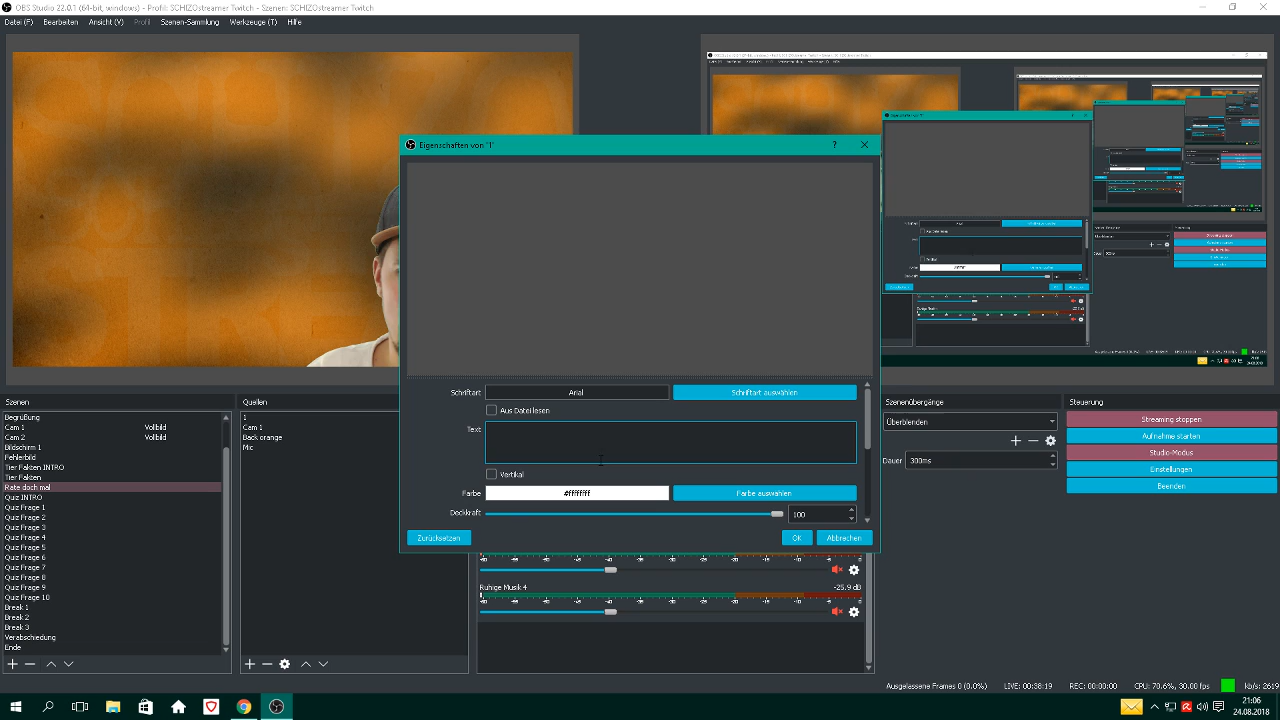 OBS Studio 22.0.1 (64-bit, windows) - Profil: SCHIZOstreamer Twitch - Szenen: SCHIZOstreamer Twitch
Datei (F) Bearbeiten Ansicht (V) Profil Szenen-Sammlung Werkzeuge (T) Hilfe
Eigenschaften von "1"
?
Schriftart Arial Schriftart auswählen
Aus Datei lesen
Text
Vertikal
Farbe #ffffffff Farbe auswählen
Deckkraft 100
Zurücksetzen OK Abbrechen
Szenen
Begrüßung
Cam 1 Vollbild
Cam 2 Vollbild
Bildschirm 1
Fehlerbild
Tier Fakten INTRO
Tier Fakten
Rate doch mal
Quiz INTRO
Quiz Frage 1
Quiz Frage 2
Quiz Frage 3
Quiz Frage 4
Quiz Frage 5
Quiz Frage 6
Quiz Frage 7
Quiz Frage 8
Quiz Frage 9
Quiz Frage 10
Break 1
Break 2
Break 3
Verabschiedung
Ende
Quellen
1
Cam 1
Back orange
Mic
Ruhige Musik 4 -25.9 dB
Szenenübergänge
Überblenden
Dauer 300ms
Steuerung
Streaming stoppen
Aufnahme starten
Studio-Modus
Einstellungen
Beenden
Ausgelassene Frames 0 (0.0%) LIVE: 00:38:19 REC: 00:00:00 CPU: 70.6%, 30.00 fps kb/s: 2619
21:06
24.08.2018